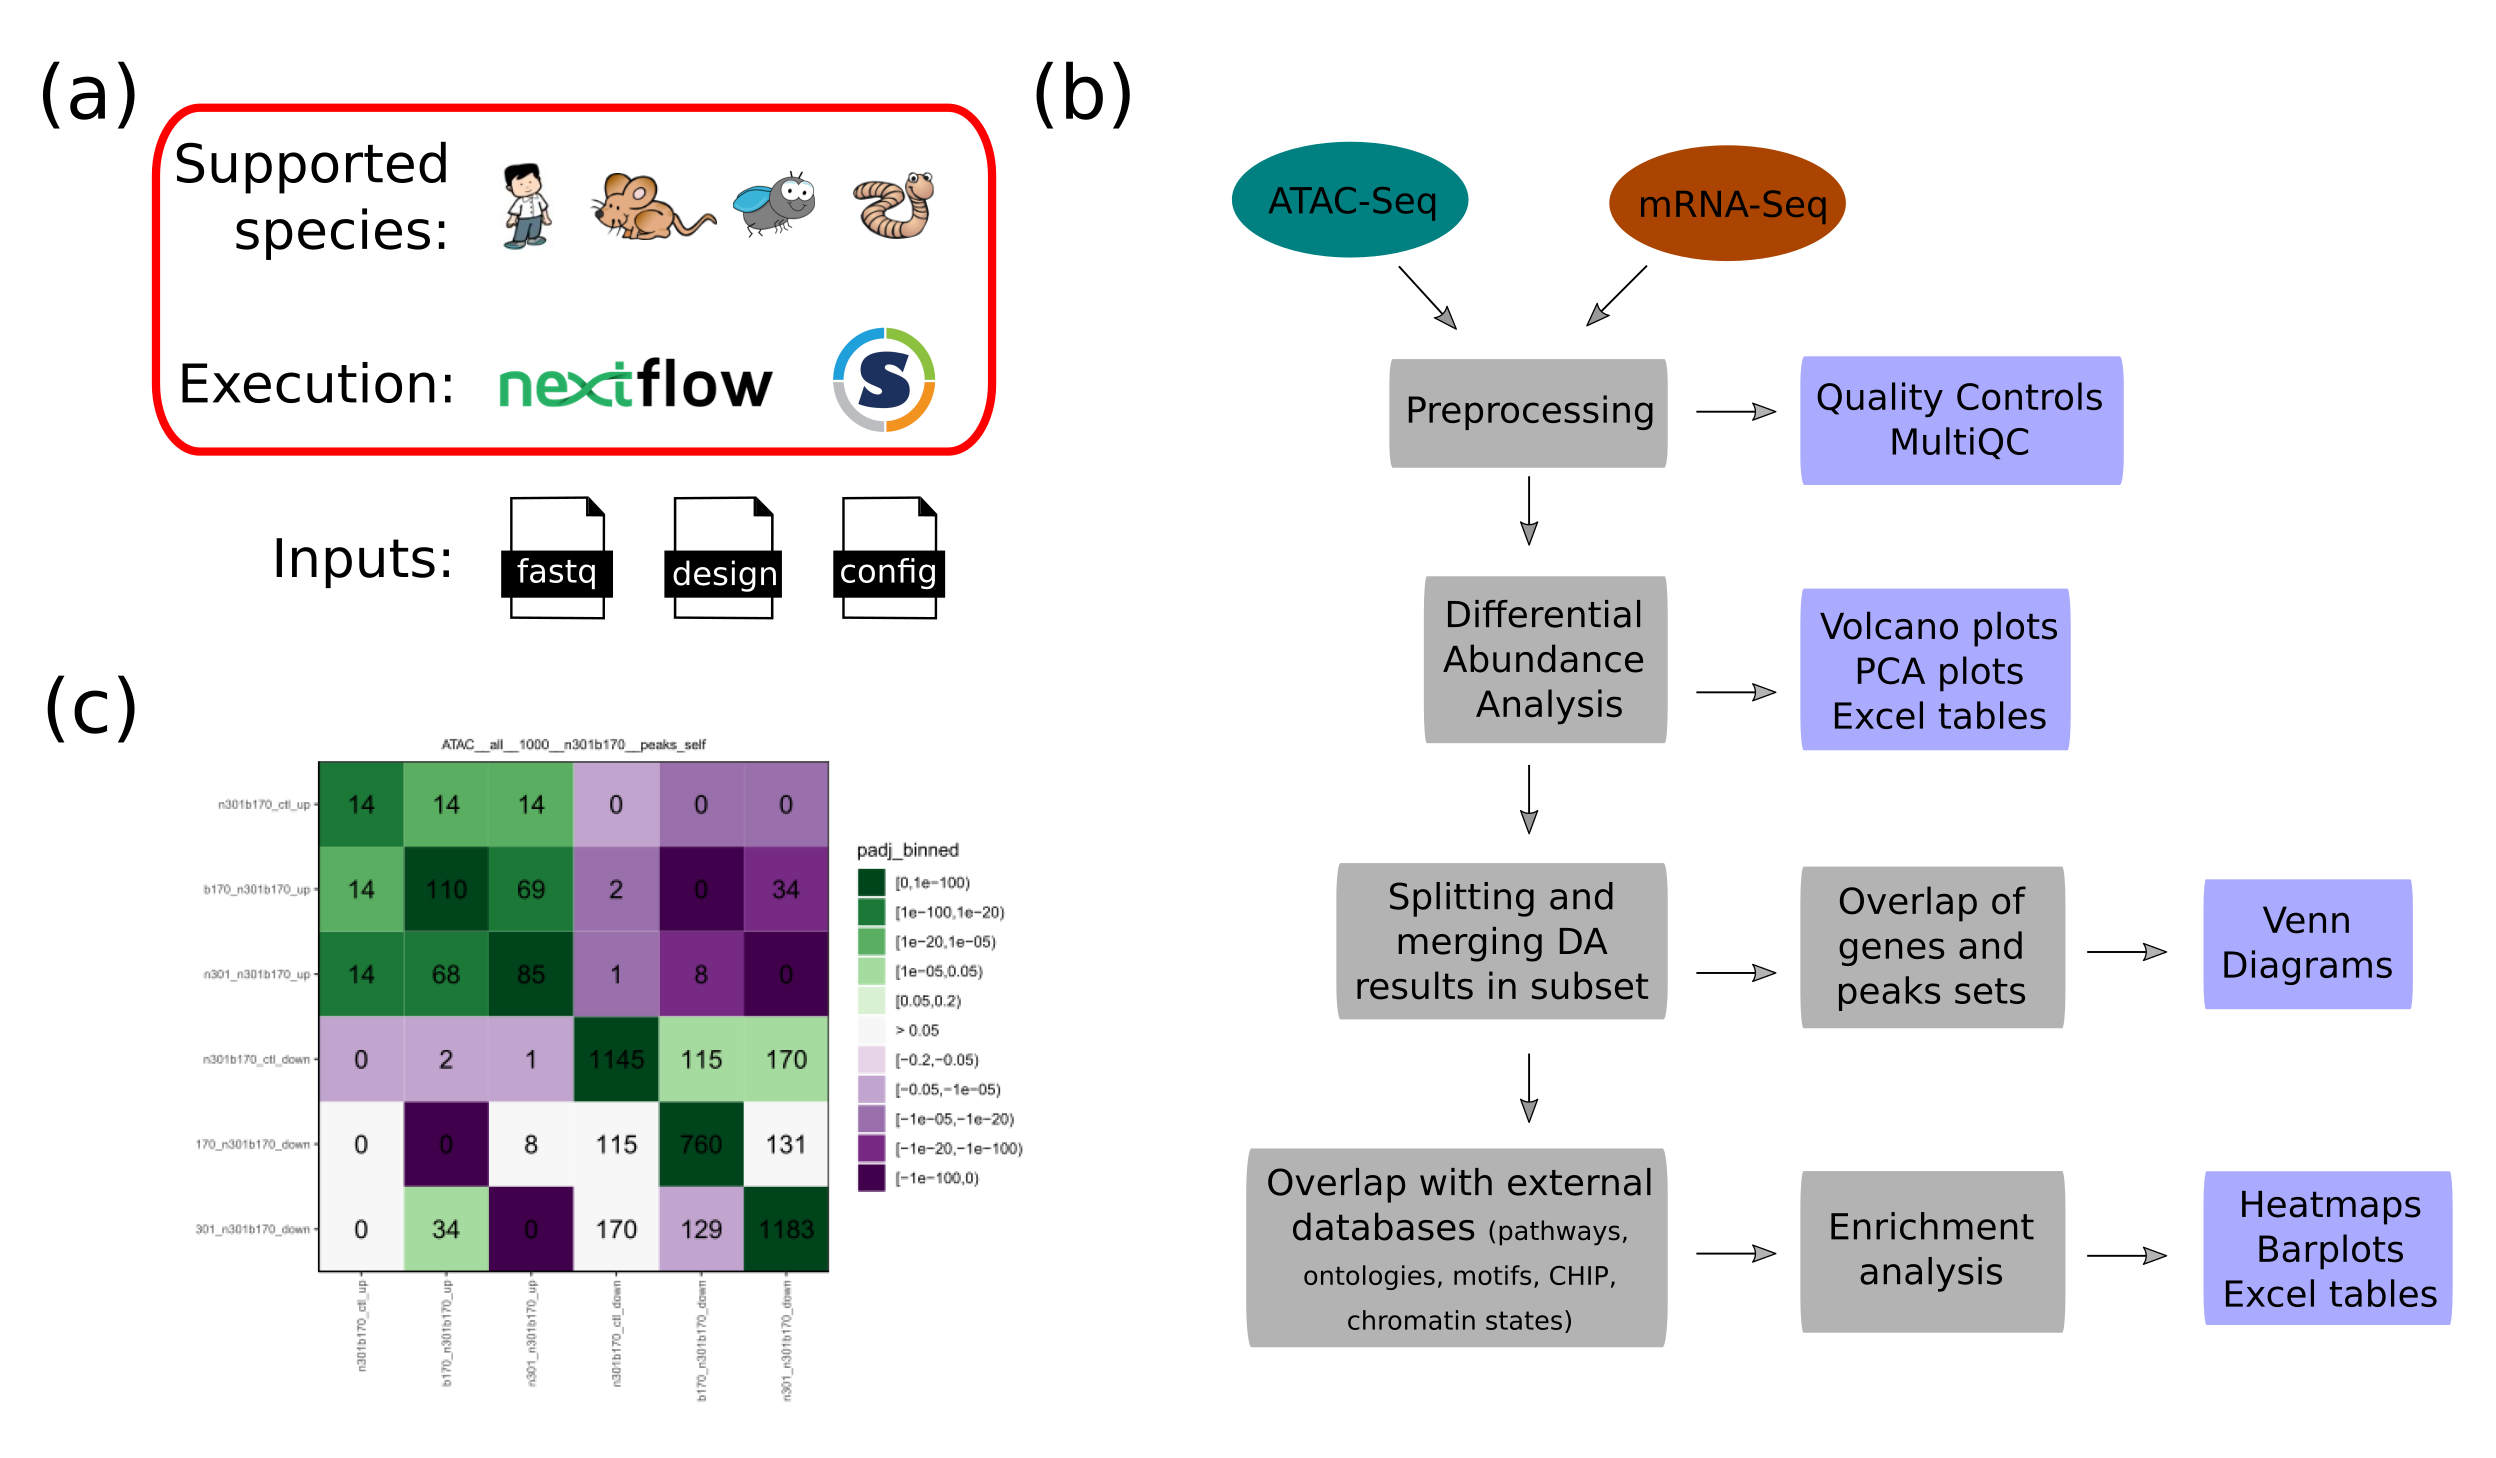 (a)
Supported
species:
Execution:
nextflow
S
Inputs:
fastq
design
config
(b)
ATAC-Seq
mRNA-Seq
Preprocessing
Quality Controls
MultiQC
Differential
Abundance
Analysis
Volcano plots
PCA plots
Excel tables
Splitting and
merging DA
results in subset
Overlap of
genes and
peaks sets
Venn
Diagrams
Overlap with external
databases (pathways,
ontologies, motifs, CHIP,
chromatin states)
Enrichment
analysis
Heatmaps
Barplots
Excel tables
(c)
ATAC__all__1000__n301b170__peaks_self
n301b170_ctl_up 14 14 14 0 0 0
b170_n301b170_up 14 110 69 2 0 34
n301_n301b170_up 14 68 85 1 8 0
n301b170_ctl_down 0 2 1 1145 115 170
170_n301b170_down 0 0 8 115 760 131
301_n301b170_down 0 34 0 170 129 1183
n301b170_ctl_up
b170_n301b170_up
n301_n301b170_up
n301b170_ctl_down
b170_n301b170_down
n301_n301b170_down
padj_binned
[0,1e−100)
[1e−100,1e−20)
[1e−20,1e−05)
[1e−05,0.05)
[0.05,0.2)
> 0.05
[−0.2,−0.05)
[−0.05,−1e−05)
[−1e−05,−1e−20)
[−1e−20,−1e−100)
[−1e−100,0)